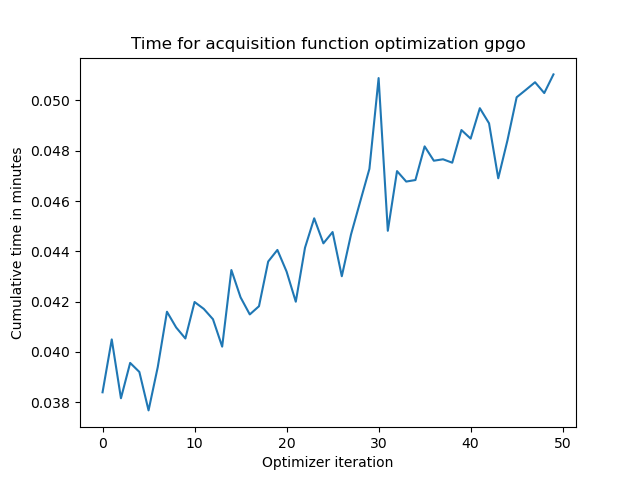 Time for acquisition function optimization gpgo
Cumulative time in minutes
0.050
0.048
0.046
0.044
0.042
0.040
0.038
0 10 20 30 40 50
Optimizer iteration